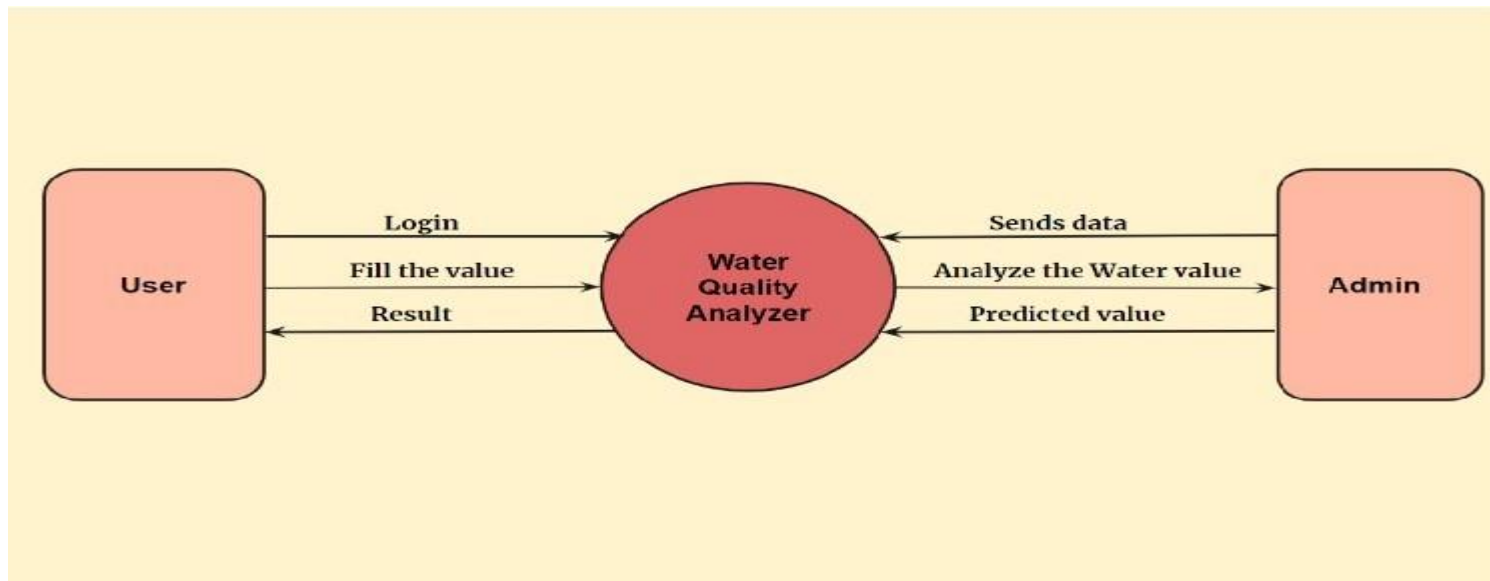 User
Login
Fill the value
Result
Water
Quality
Analyzer
Sends data
Analyze the Water value
Predicted value
Admin